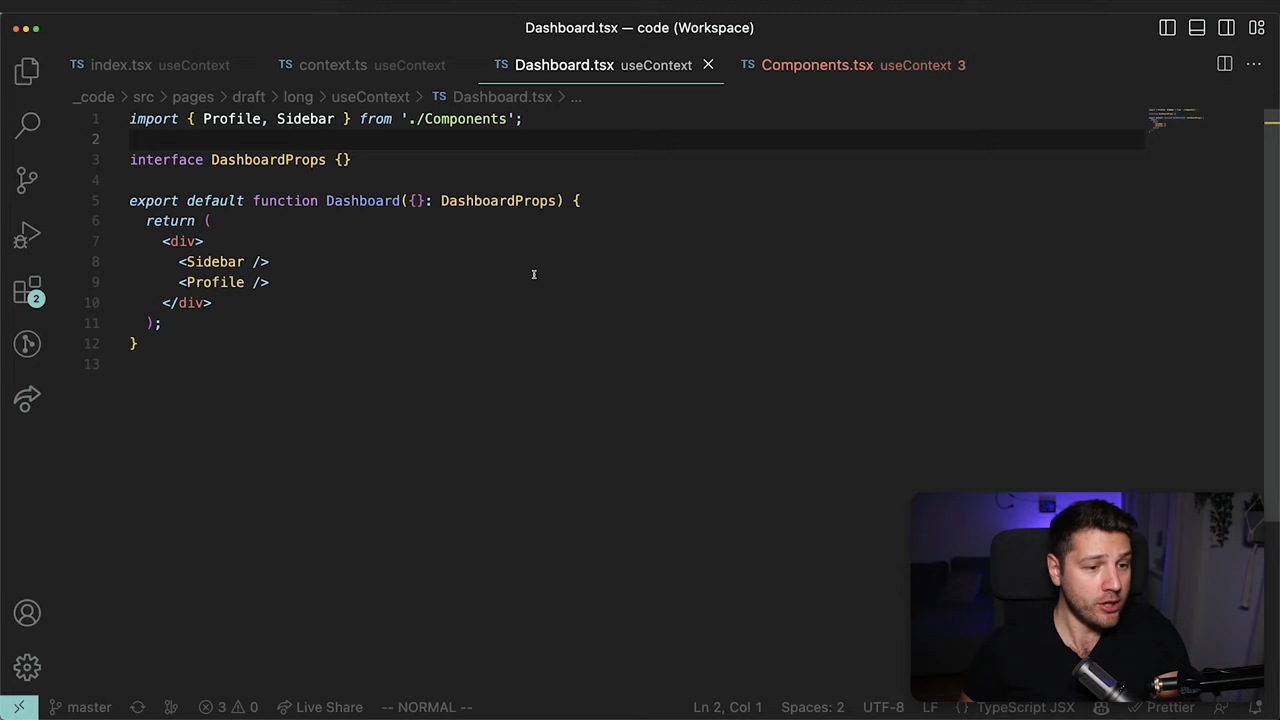 Dashboard.tsx — code (Workspace)
TS index.tsx useContext TS context.ts useContext TS Dashboard.tsx useContext TS Components.tsx useContext 3
_code > src > pages > draft > long > useContext > TS Dashboard.tsx > ...
1 import { Profile, Sidebar } from './Components';
2
3 interface DashboardProps {}
4
5 export default function Dashboard({}: DashboardProps) {
6 return (
7 <div>
8 <Sidebar />
9 <Profile />
10 </div>
11 );
12 }
13
2
master 3 0 Live Share -- NORMAL -- Ln 2, Col 1 Spaces: 2 UTF-8 LF {} TypeScript JSX Prettier